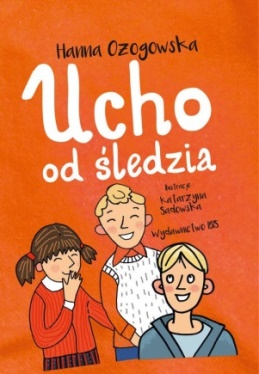 Hanna Ożogowska
Ucho
od śledzia
Ilustracje
Katarzyna
Sadowska
Wydawnictwo IBIS